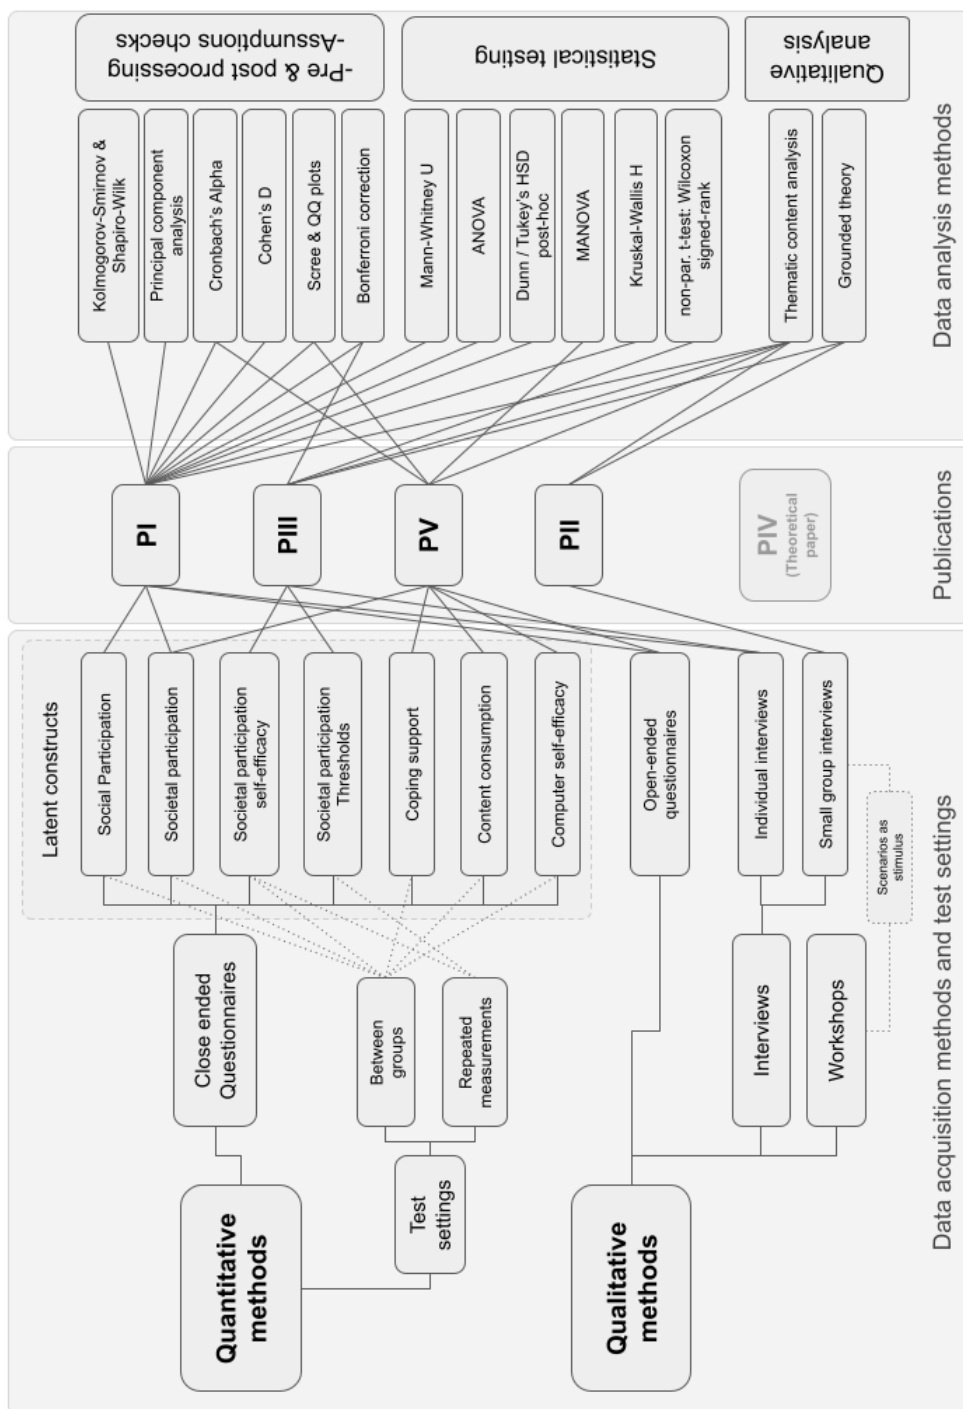 Quantitative
methods
Qualitative
methods
Test
settings
Close ended
Questionnaires
Between
groups
Repeated
measurements
Interviews
Workshops
Scenarios as
stimulus
Latent constructs
Social Participation
Societal participation
Societal participation
self-efficacy
Societal participation
Thresholds
Coping support
Content consumption
Computer self-efficacy
Open-ended
questionnaires
Individual interviews
Small group interviews
Data acquisition methods and test settings
PI
PIII
PV
PII
PIV
(Theoretical
paper)
Publications
Kolmogorov-Smirnov &
Shapiro-Wilk
Principal component
analysis
Cronbach's Alpha
Cohen's D
Scree & QQ plots
Bonferroni correction
Mann-Whitney U
ANOVA
Dunn / Tukey's HSD
post-hoc
MANOVA
Kruskal-Wallis H
non-par. t-test: Wilcoxon
signed-rank
Thematic content analysis
Grounded theory
-Pre & post processing
-Assumptions checks
Statistical testing
Qualitative
analysis
Data analysis methods